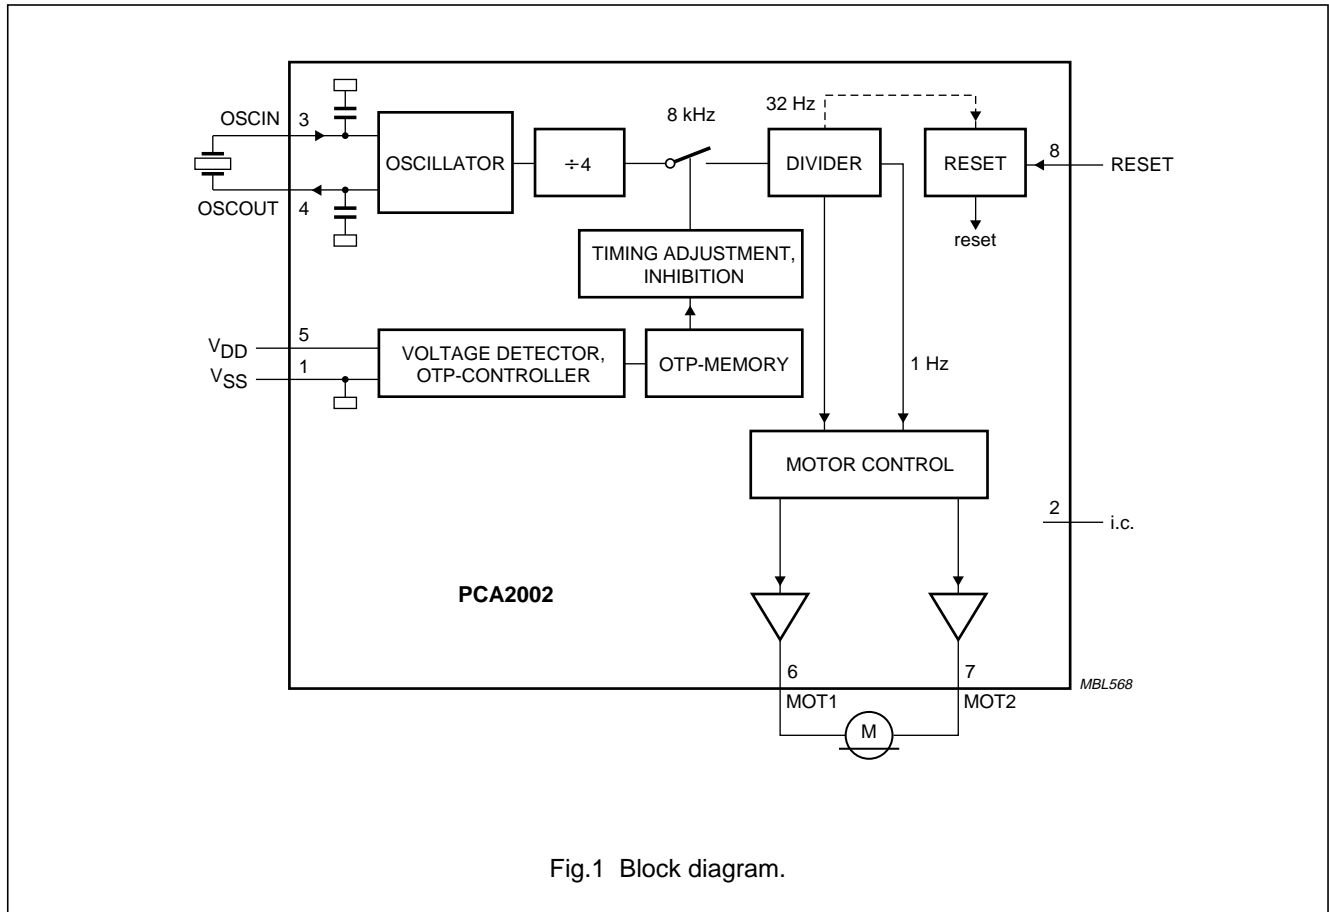 OSCIN
3
OSCOUT
4
OSCILLATOR
÷4
8 kHz
32 Hz
DIVIDER
RESET
8
RESET
reset
TIMING ADJUSTMENT,
INHIBITION
VDD
5
VSS
1
VOLTAGE DETECTOR,
OTP-CONTROLLER
OTP-MEMORY
1 Hz
MOTOR CONTROL
2
i.c.
PCA2002
6
7
MOT1
MOT2
M
MBL568
Fig.1 Block diagram.